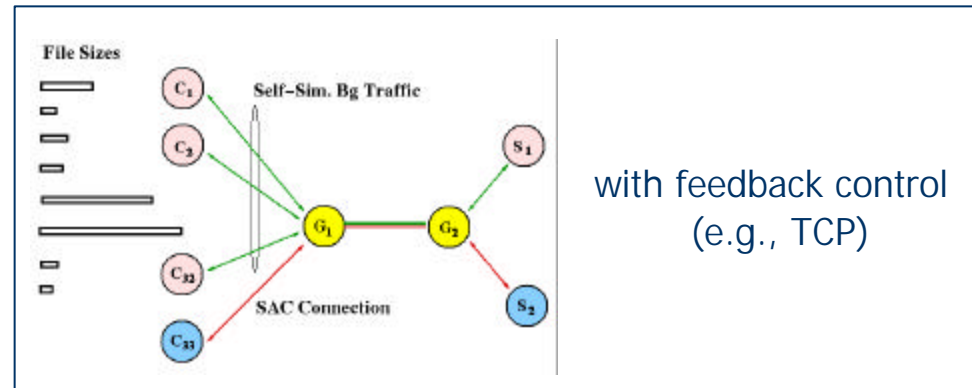 File Sizes
C1
Self-Sim. Bg Traffic
C2
S1
with feedback control
(e.g., TCP)
G1
G2
C32
SAC Connection
S2
C33